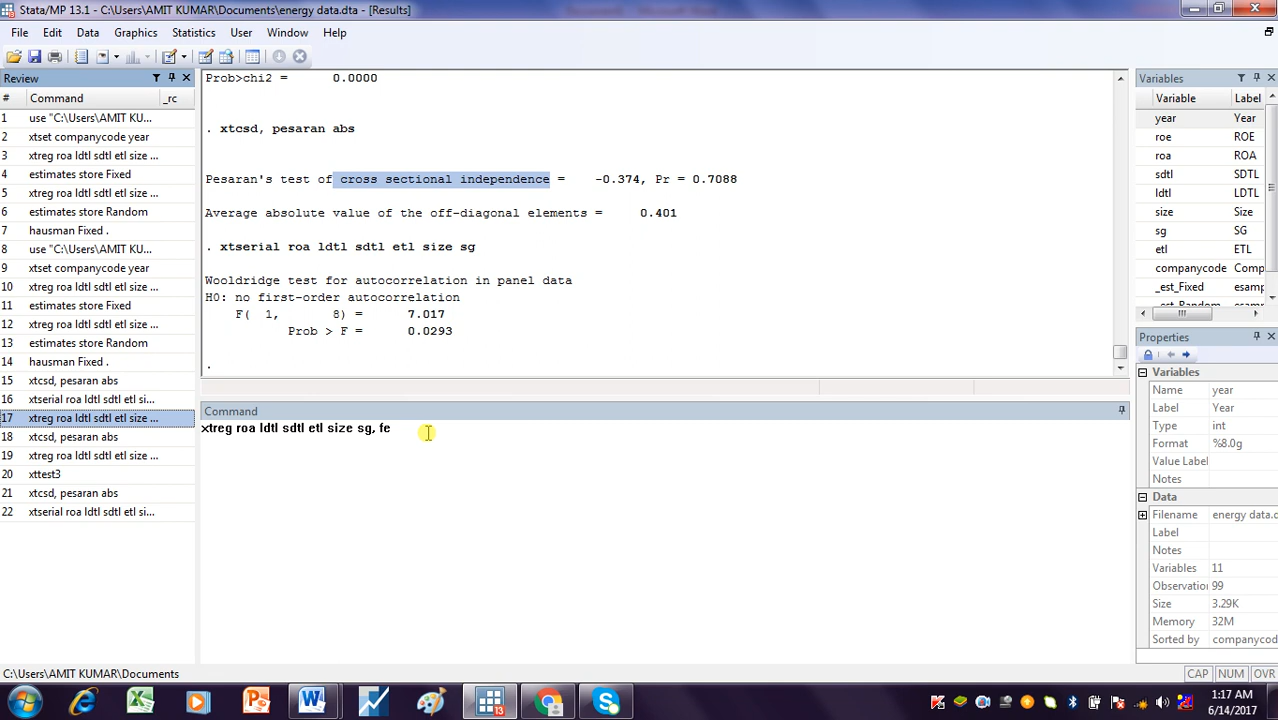 Stata/MP 13.1 - C:\Users\AMIT KUMAR\Documents\energy data.dta - [Results]
File Edit Data Graphics Statistics User Window Help
Review
# Command _rc
1 use "C:\Users\AMIT KU...
2 xtset companycode year
3 xtreg roa ldtl sdtl etl size ...
4 estimates store Fixed
5 xtreg roa ldtl sdtl etl size ...
6 estimates store Random
7 hausman Fixed .
8 use "C:\Users\AMIT KU...
9 xtset companycode year
10 xtreg roa ldtl sdtl etl size ...
11 estimates store Fixed
12 xtreg roa ldtl sdtl etl size ...
13 estimates store Random
14 hausman Fixed .
15 xtcsd, pesaran abs
16 xtserial roa ldtl sdtl etl si...
17 xtreg roa ldtl sdtl etl size ...
18 xtcsd, pesaran abs
19 xtreg roa ldtl sdtl etl size ...
20 xttest3
21 xtcsd, pesaran abs
22 xtserial roa ldtl sdtl etl si...
Prob>chi2 = 0.0000
. xtcsd, pesaran abs
Pesaran's test of cross sectional independence = -0.374, Pr = 0.7088
Average absolute value of the off-diagonal elements = 0.401
. xtserial roa ldtl sdtl etl size sg
Wooldridge test for autocorrelation in panel data
H0: no first-order autocorrelation
F( 1, 8) = 7.017
Prob > F = 0.0293
.
Command
xtreg roa ldtl sdtl etl size sg, fe
Variables
Variable Label
year Year
roe ROE
roa ROA
sdtl SDTL
ldtl LDTL
size Size
sg SG
etl ETL
companycode Comp
_est_Fixed esamp
_est_Random esamp
Properties
Variables
Name year
Label Year
Type int
Format %8.0g
Value Label
Notes
Data
Filename energy data.d
Label
Notes
Variables 11
Observation 99
Size 3.29K
Memory 32M
Sorted by companycod
C:\Users\AMIT KUMAR\Documents
CAP NUM OVR
13
1:17 AM
6/14/2017